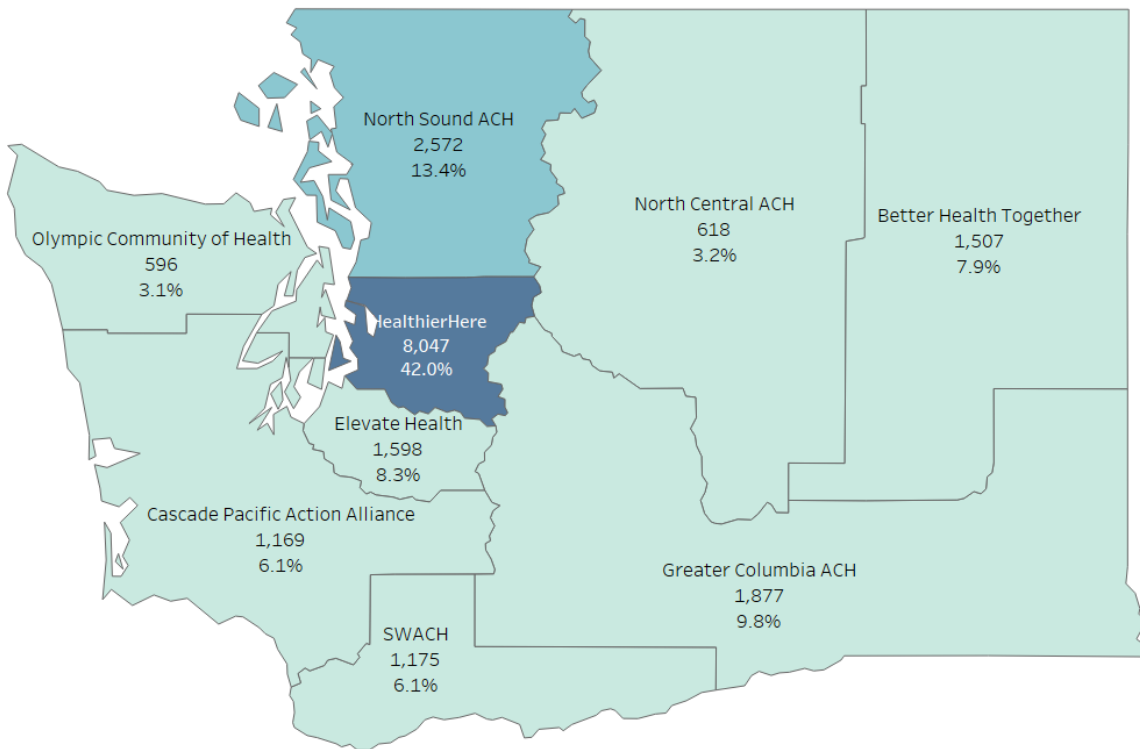 North Sound ACH
2,572
13.4%
North Central ACH
618
3.2%
Better Health Together
1,507
7.9%
Olympic Community of Health
596
3.1%
HealthierHere
8,047
42.0%
Elevate Health
1,598
8.3%
Cascade Pacific Action Alliance
1,169
6.1%
Greater Columbia ACH
1,877
9.8%
SWACH
1,175
6.1%